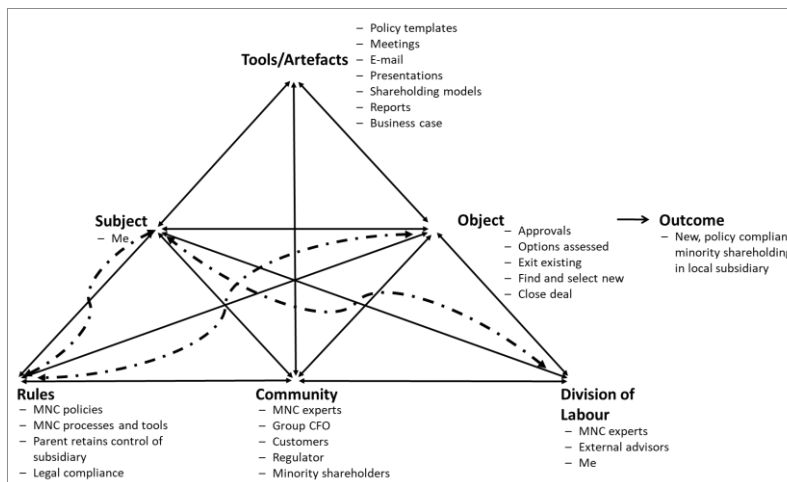 Tools/Artefacts
– Policy templates
– Meetings
– E-mail
– Presentations
– Shareholding models
– Reports
– Business case
Subject
– Me
Object
– Approvals
– Options assessed
– Exit existing
– Find and select new
– Close deal
Outcome
– New, policy compliant
minority shareholding
in local subsidiary
Rules
– MNC policies
– MNC processes and tools
– Parent retains control of
subsidiary
– Legal compliance
Community
– MNC experts
– Group CFO
– Customers
– Regulator
– Minority shareholders
Division of
Labour
– MNC experts
– External advisors
– Me